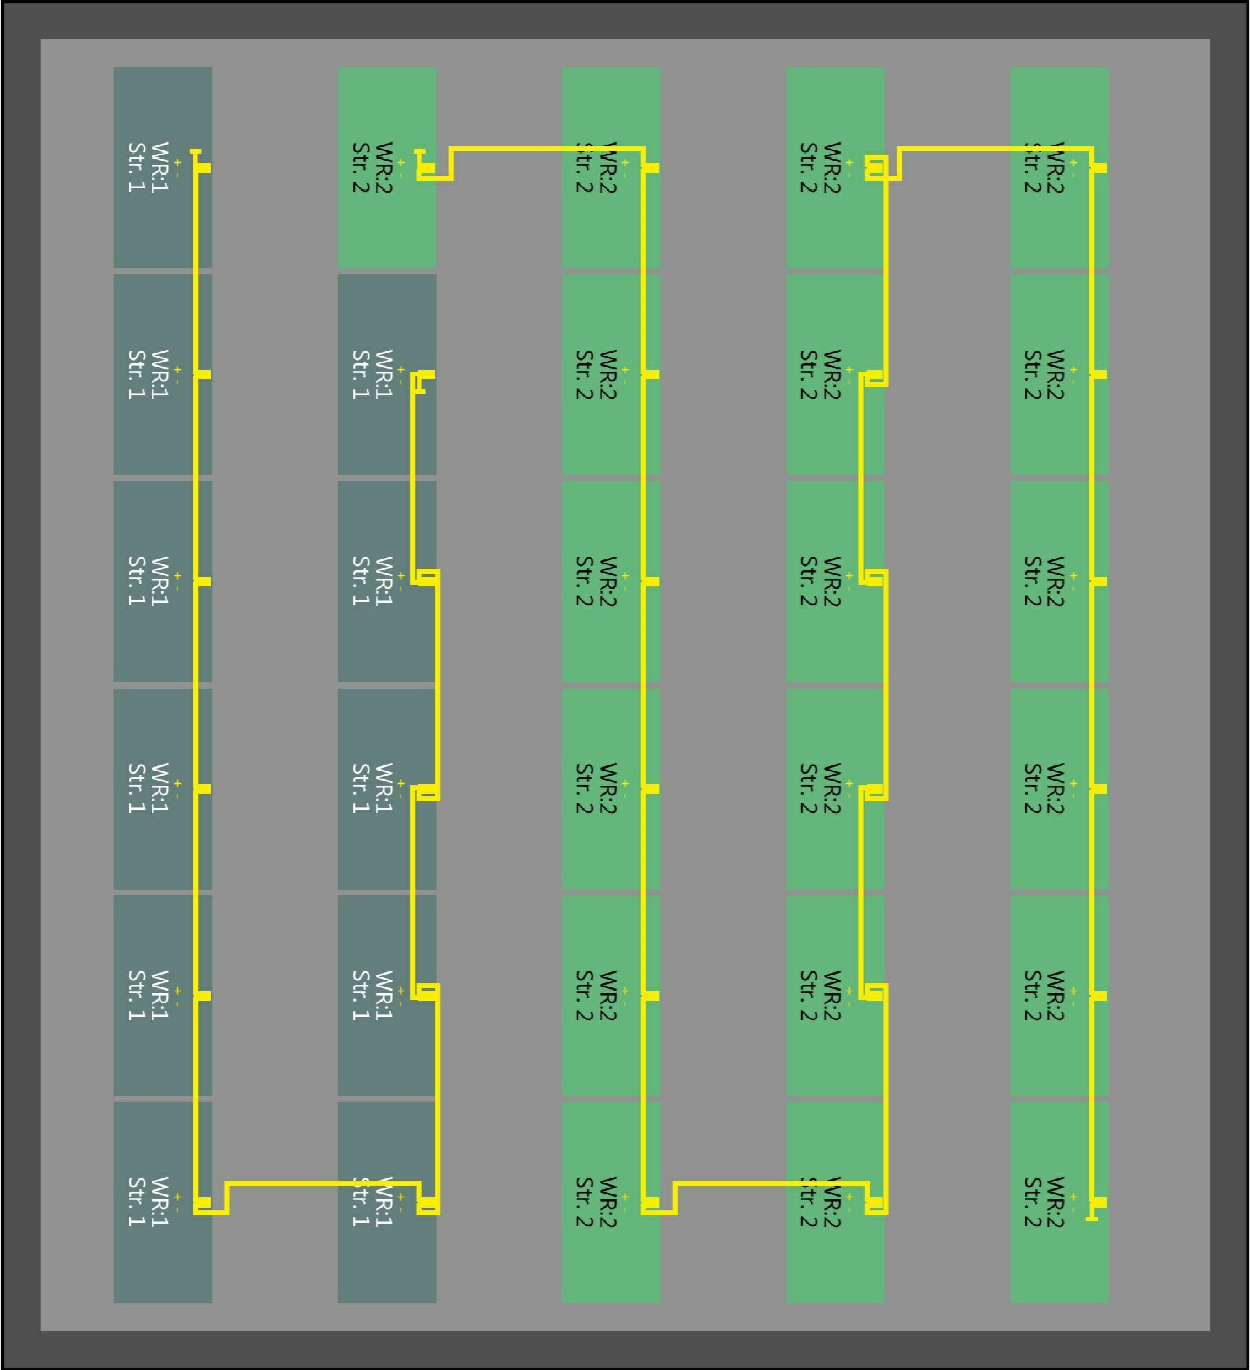 + -
WR:1
Str. 1
+ -
WR:2
Str. 2
+ -
WR:2
Str. 2
+ -
WR:2
Str. 2
+ -
WR:2
Str. 2
+ -
WR:1
Str. 1
+ -
WR:1
Str. 1
+ -
WR:2
Str. 2
+ -
WR:2
Str. 2
+ -
WR:2
Str. 2
+ -
WR:1
Str. 1
+ -
WR:1
Str. 1
+ -
WR:2
Str. 2
+ -
WR:2
Str. 2
+ -
WR:2
Str. 2
+ -
WR:1
Str. 1
+ -
WR:1
Str. 1
+ -
WR:2
Str. 2
+ -
WR:2
Str. 2
+ -
WR:2
Str. 2
+ -
WR:1
Str. 1
+ -
WR:1
Str. 1
+ -
WR:2
Str. 2
+ -
WR:2
Str. 2
+ -
WR:2
Str. 2
+ -
WR:1
Str. 1
+ -
WR:1
Str. 1
+ -
WR:2
Str. 2
+ -
WR:2
Str. 2
+ -
WR:2
Str. 2